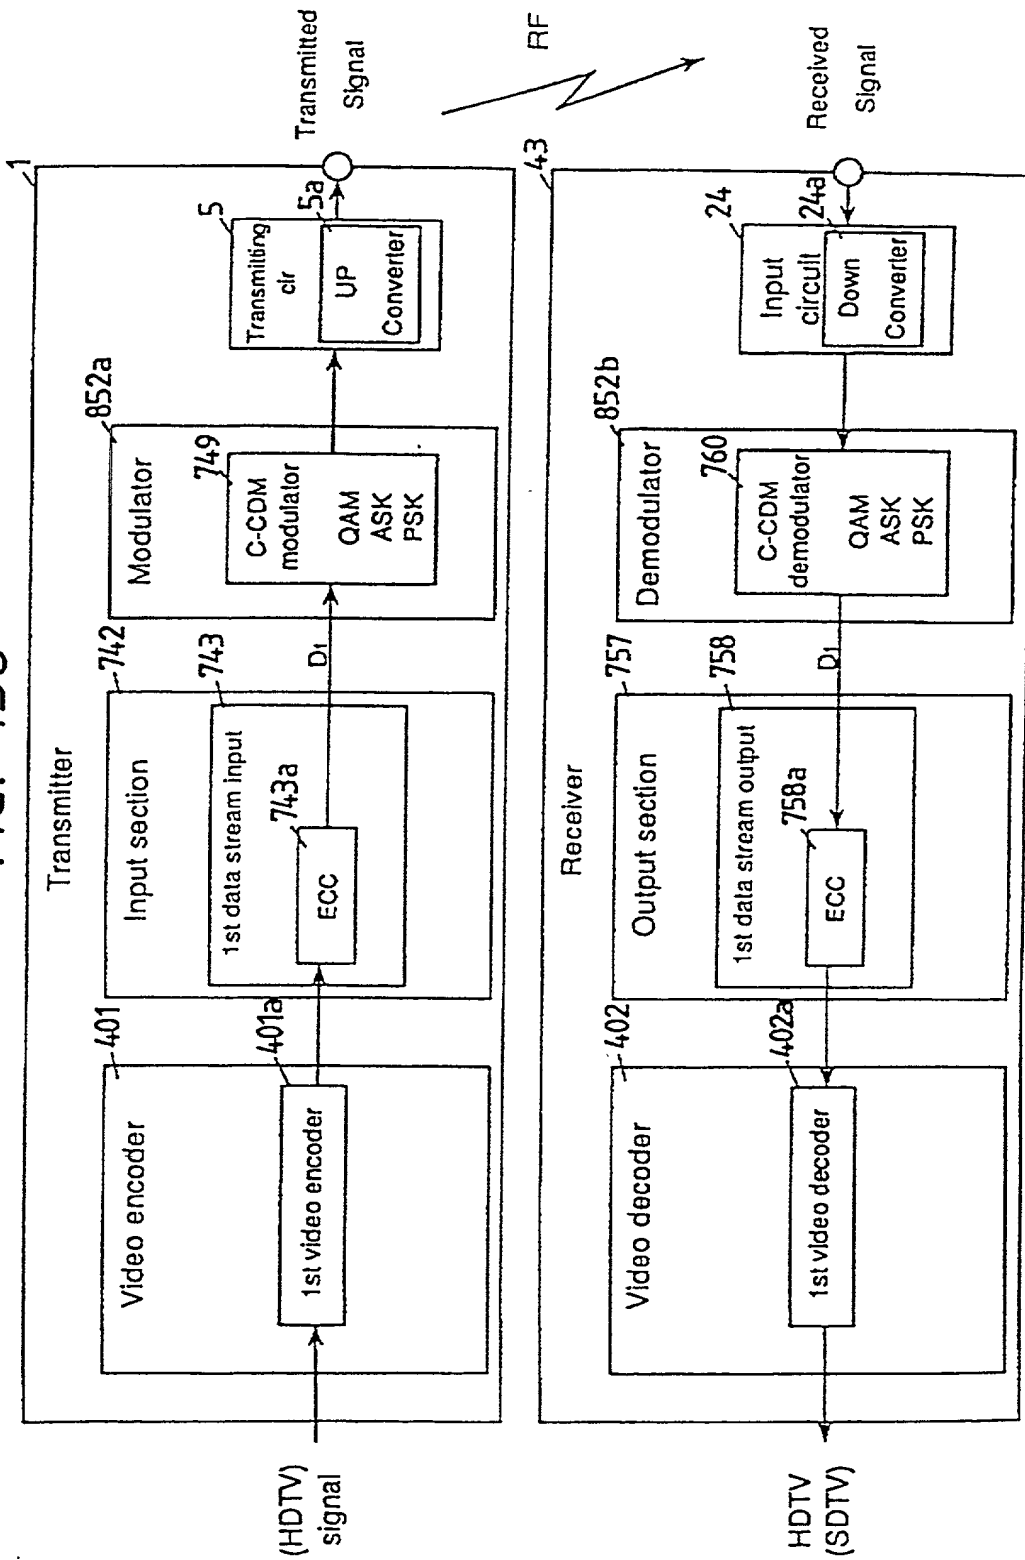 Transmitter
1
(HDTV)
signal
Video encoder
401
1st video encoder
401a
Input section
742
1st data stream input
743
ECC
743a
D1
Modulator
852a
C-CDM
modulator
749
QAM
ASK
PSK
Transmitting
cir
5
UP
Converter
5a
Transmitted
Signal
RF
Receiver
43
Received
Signal
Input
circuit
24
Down
Converter
24a
Demodulator
852b
C-CDM
demodulator
760
QAM
ASK
PSK
D1
Output section
757
1st data stream output
758
ECC
758a
Video decoder
402
1st video decoder
402a
HDTV
(SDTV)